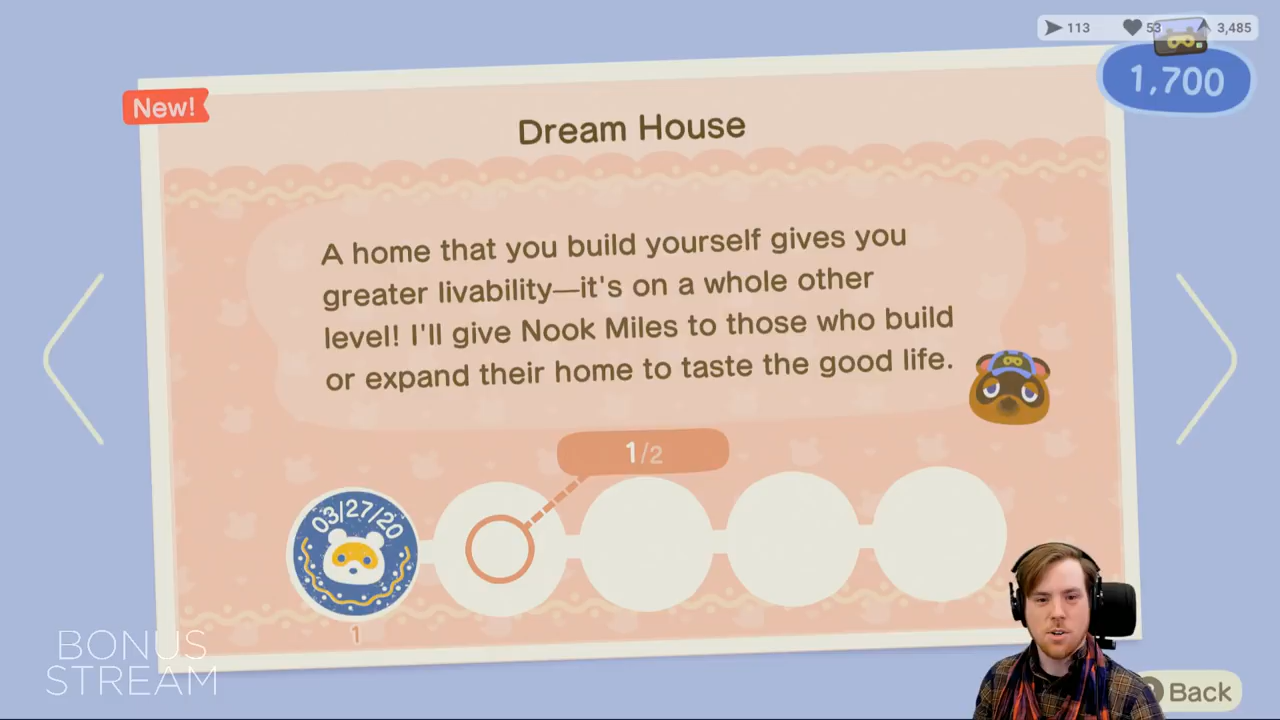 113 53 3,485
1,700
New!
Dream House
A home that you build yourself gives you
greater livability—it's on a whole other
level! I'll give Nook Miles to those who build
or expand their home to taste the good life.
1/2
03/27/20
1
BONUS
STREAM
Back